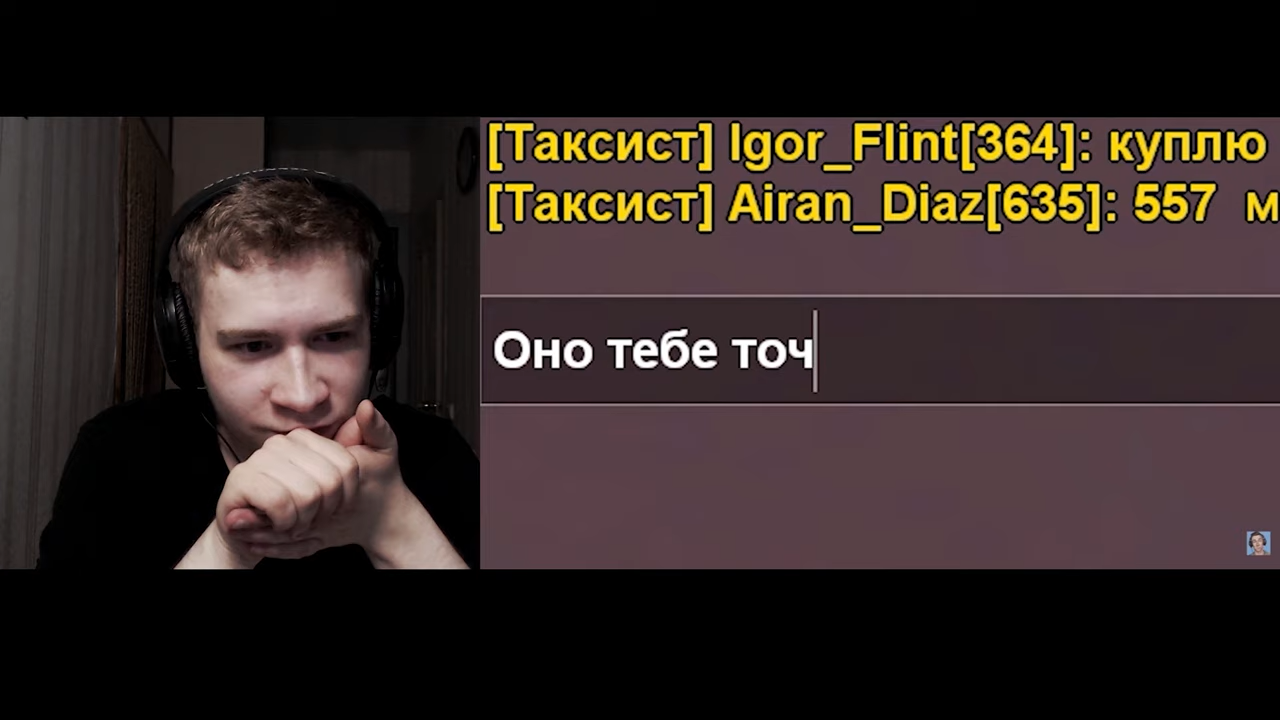 [Таксист] Igor_Flint[364]: куплю
[Таксист] Airan_Diaz[635]: 557 м
Оно тебе точ